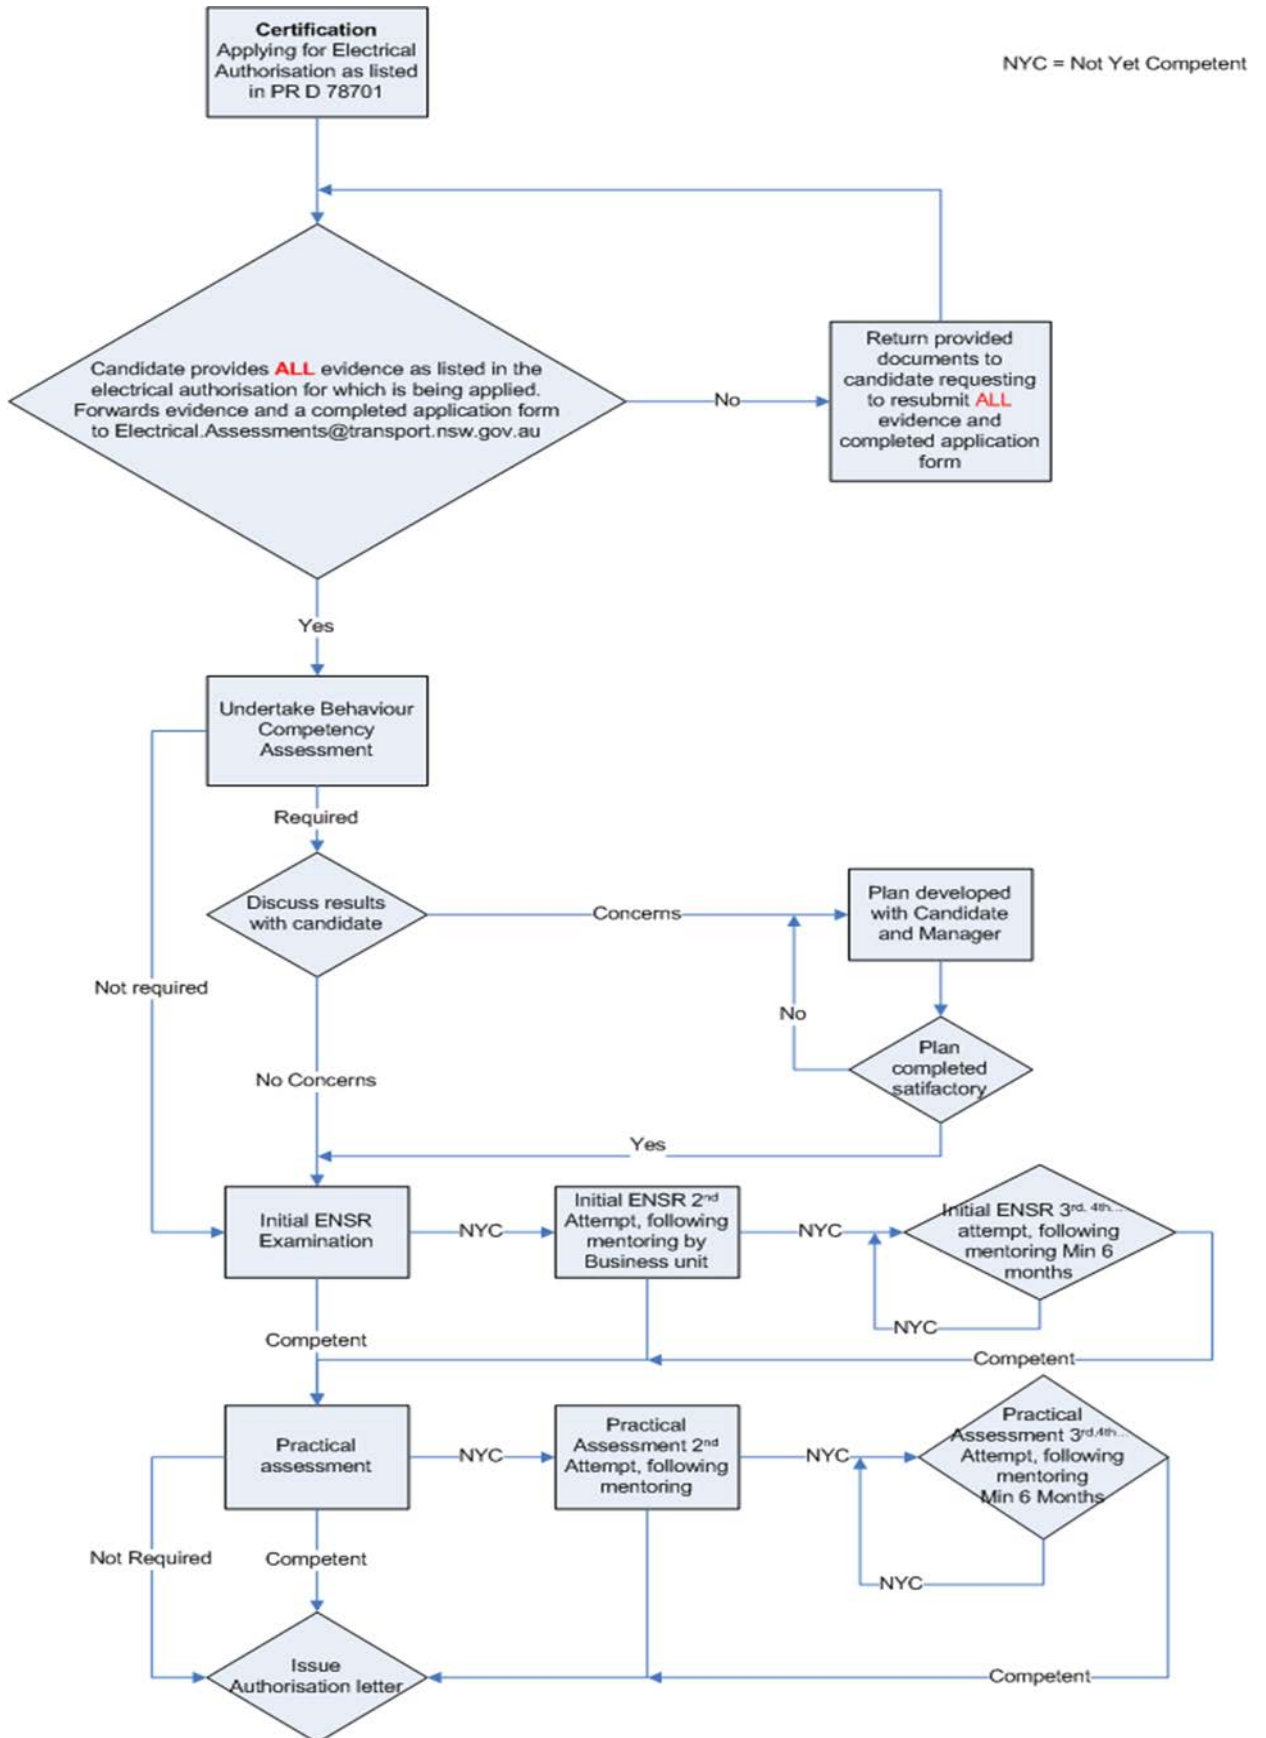 Certification
Applying for Electrical
Authorisation as listed
in PR D 78701
NYC = Not Yet Competent
Candidate provides ALL evidence as listed in the
electrical authorisation for which is being applied.
Forwards evidence and a completed application form
to Electrical.Assessments@transport.nsw.gov.au
No
Return provided
documents to
candidate requesting
to resubmit ALL
evidence and
completed application
form
Yes
Undertake Behaviour
Competency
Assessment
Required
Discuss results
with candidate
Concerns
Plan developed
with Candidate
and Manager
Not required
No
Plan
completed
satifactory
No Concerns
Yes
Initial ENSR
Examination
NYC
Initial ENSR 2nd
Attempt, following
mentoring by
Business unit
NYC
Initial ENSR 3rd, 4th...
attempt, following
mentoring Min 6
months
NYC
Competent
Competent
Practical
assessment
NYC
Practical
Assessment 2nd
Attempt, following
mentoring
NYC
Practical
Assessment 3rd,4th...
Attempt, following
mentoring
Min 6 Months
Not Required
Competent
NYC
Issue
Authorisation letter
Competent